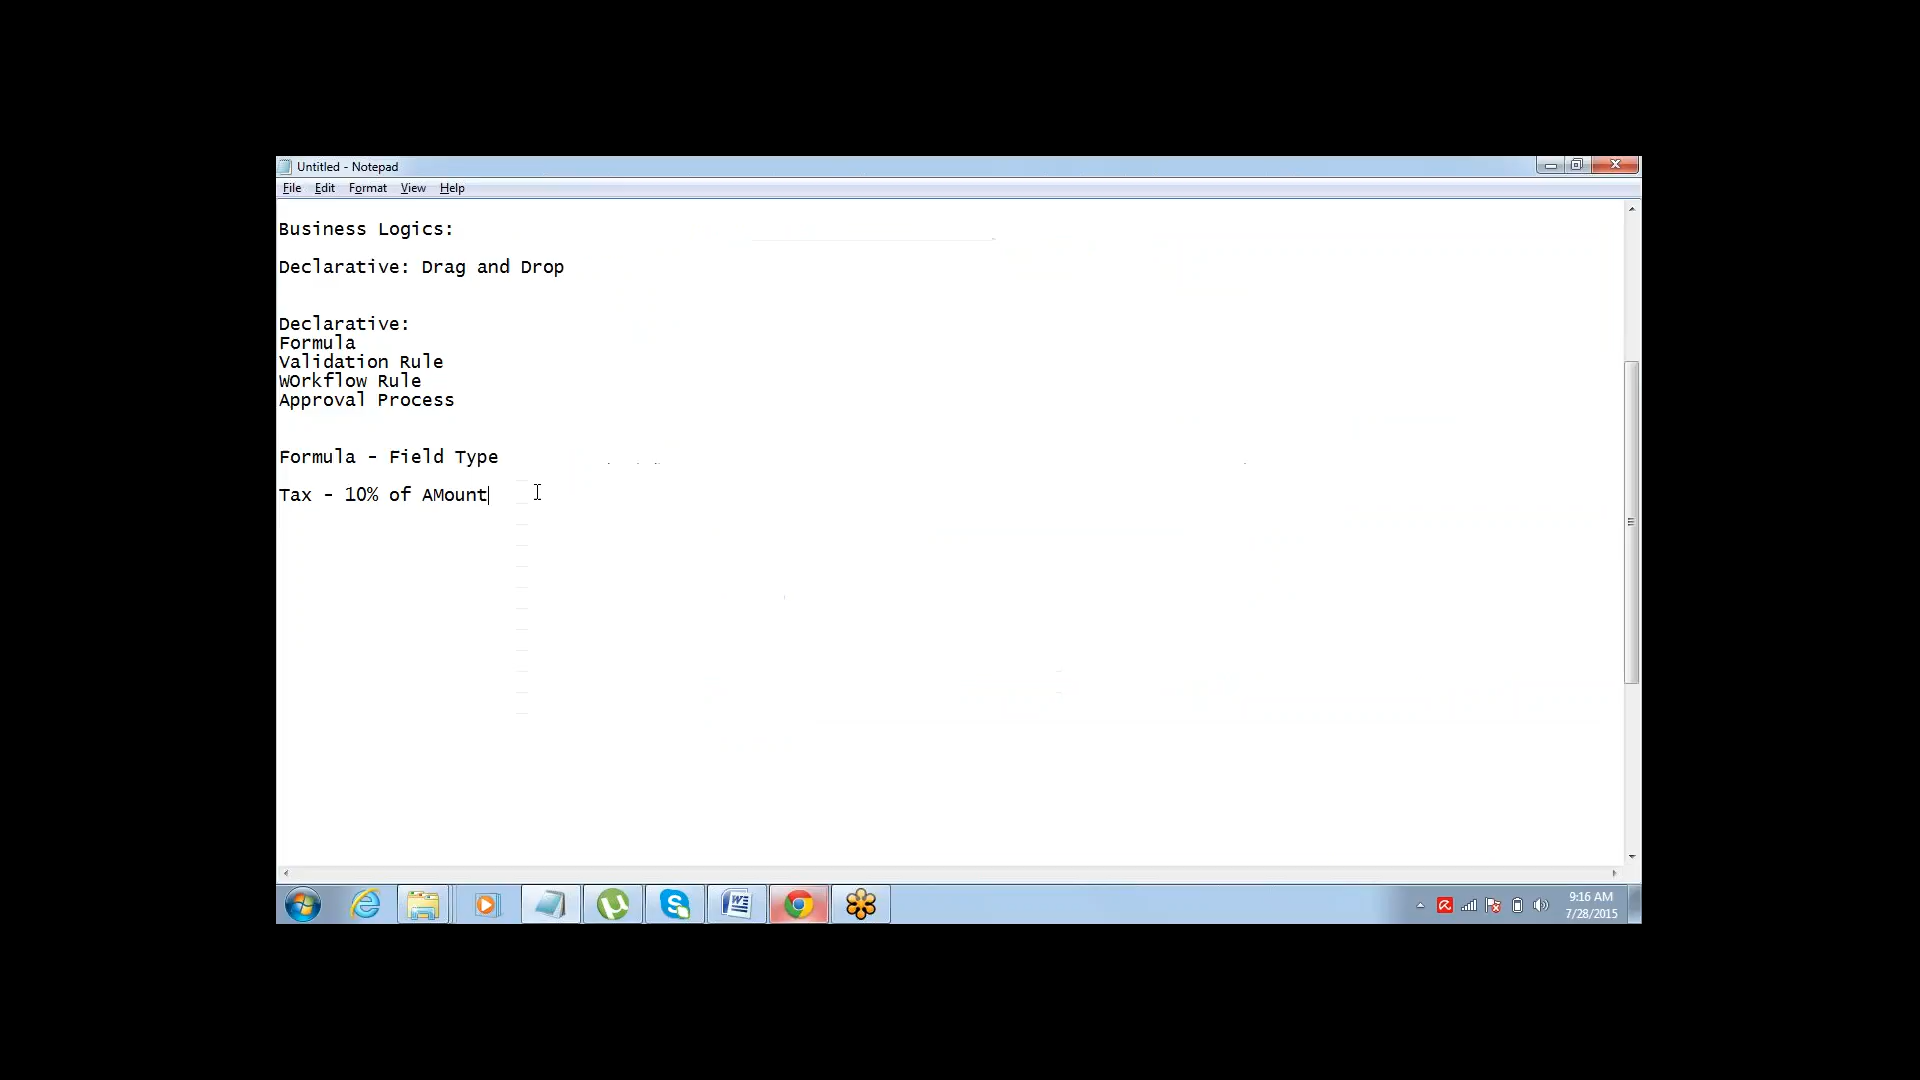 Untitled - Notepad
File Edit Format View Help
Business Logics:
Declarative: Drag and Drop
Declarative:
Formula
Validation Rule
WOrkflow Rule
Approval Process
Formula - Field Type
Tax - 10% of AMount
9:16 AM
7/28/2015